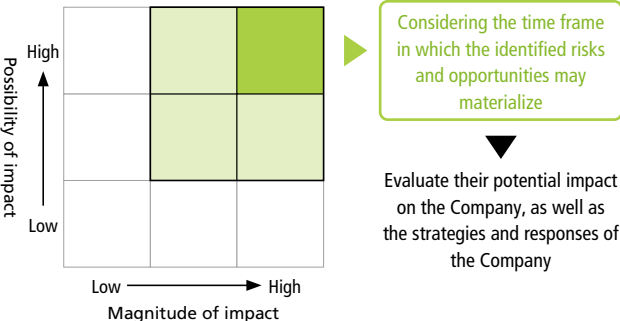 High
Possibility of impact
Low
Low
High
Magnitude of impact
Considering the time frame
in which the identified risks
and opportunities may
materialize
Evaluate their potential impact
on the Company, as well as
the strategies and responses of
the Company